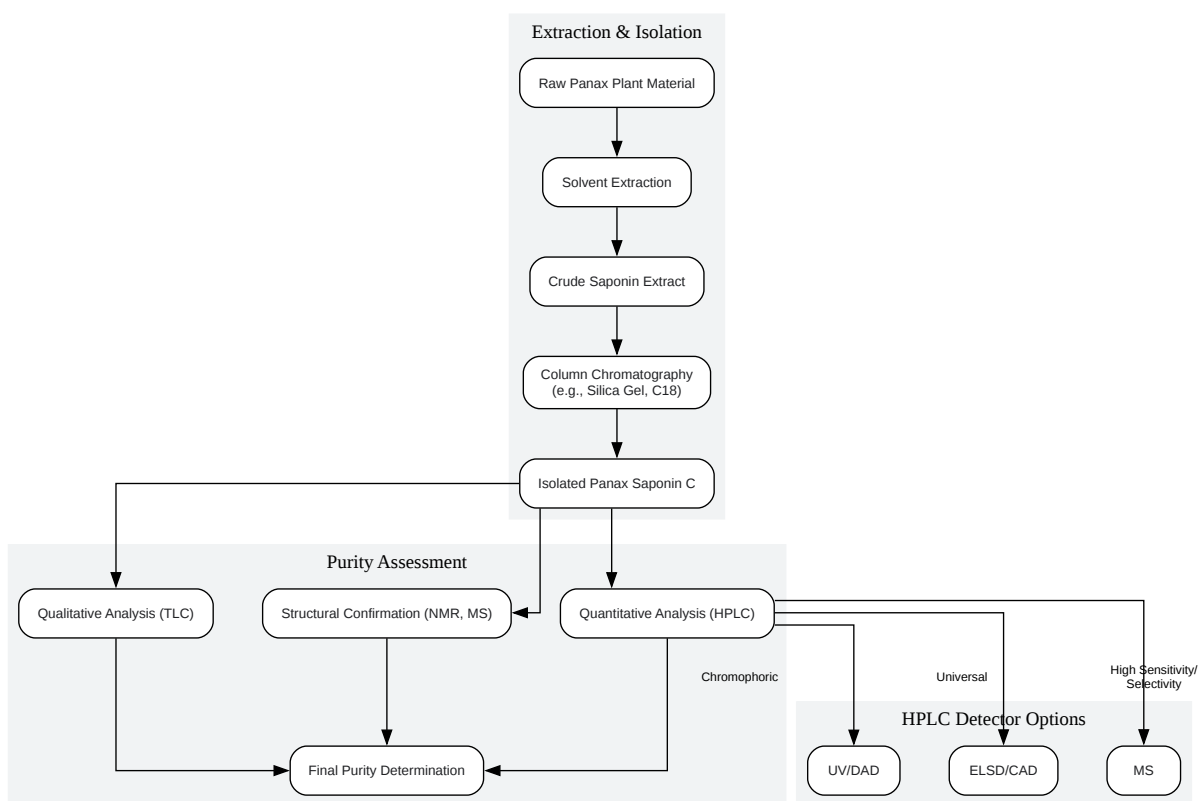 Extraction & Isolation
Raw Panax Plant Material
Solvent Extraction
Crude Saponin Extract
Column Chromatography
(e.g., Silica Gel, C18)
Isolated Panax Saponin C
Purity Assessment
Qualitative Analysis (TLC)
Structural Confirmation (NMR, MS)
Quantitative Analysis (HPLC)
Chromophoric
Universal
High Sensitivity/
Selectivity
HPLC Detector Options
Final Purity Determination
UV/DAD
ELSD/CAD
MS